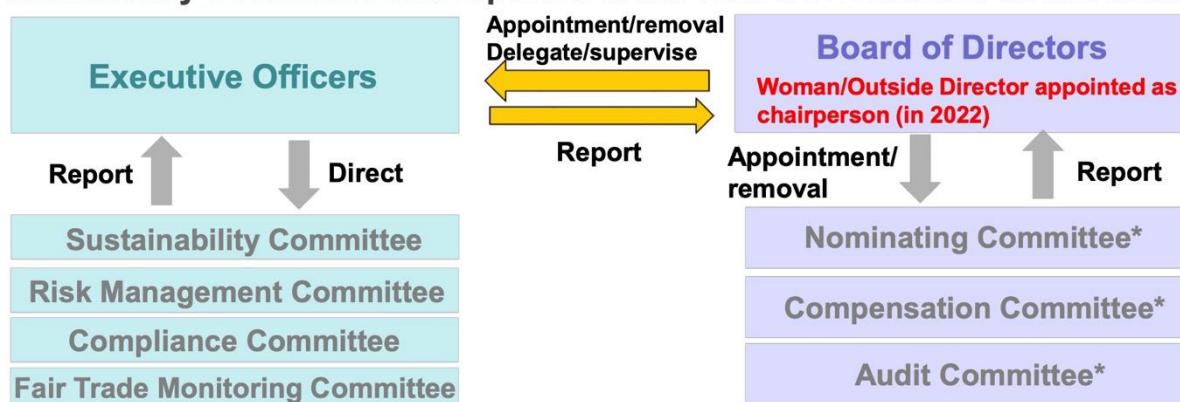 Appointment/removal
Delegate/supervise
Executive Officers
Board of Directors
Woman/Outside Director appointed as
chairperson (in 2022)
Report
Report
Direct
Appointment/
removal
Report
Sustainability Committee
Risk Management Committee
Compliance Committee
Fair Trade Monitoring Committee
Nominating Committee*
Compensation Committee*
Audit Committee*